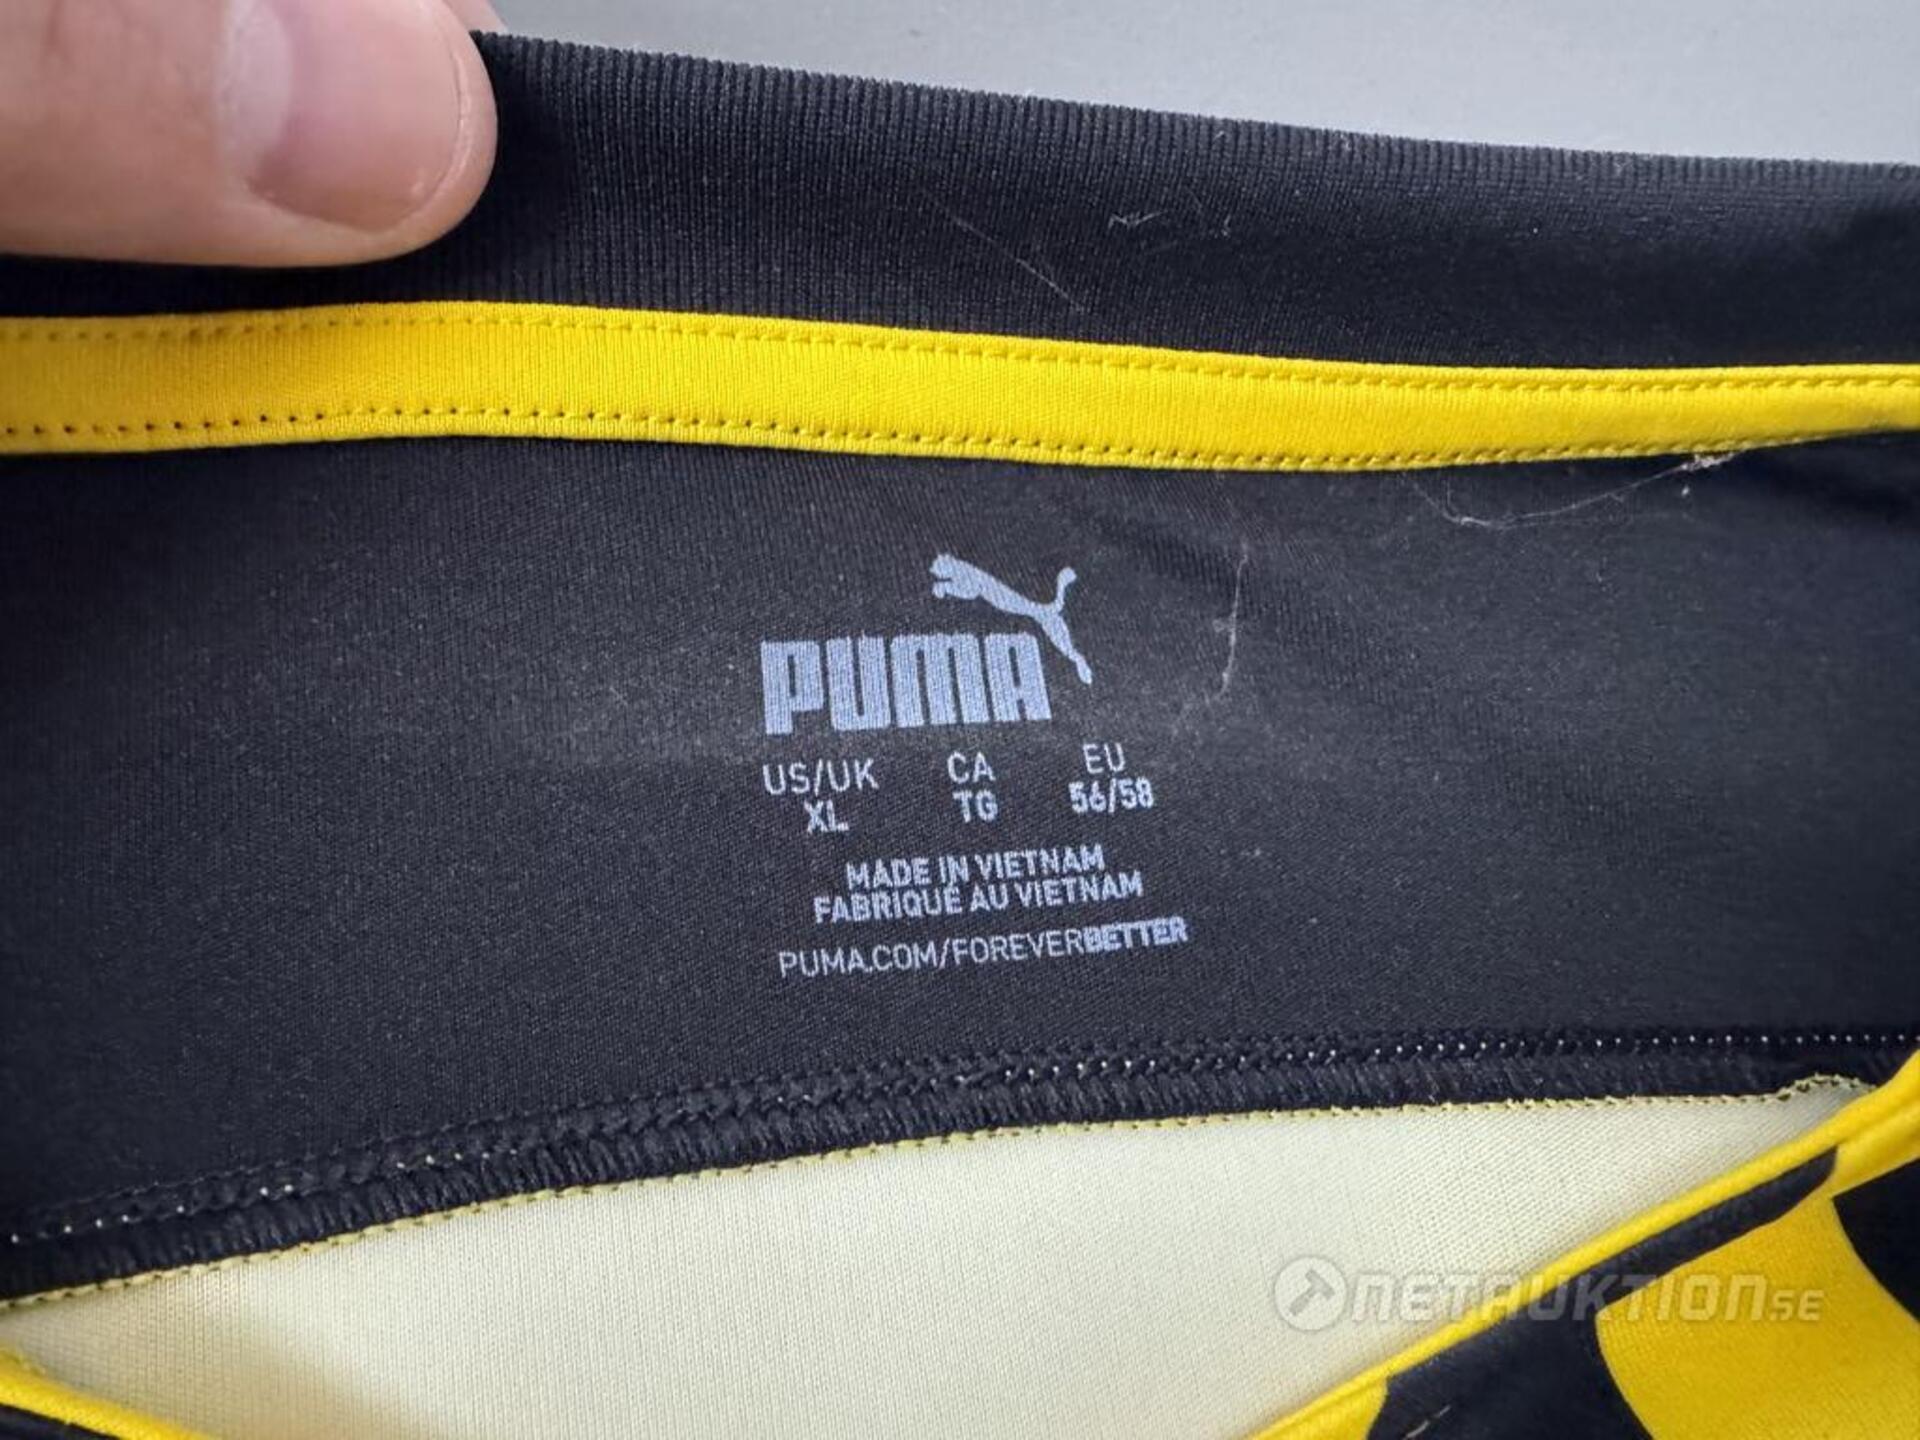 PUMA
US/UK CA EU
XL TG 56/58
MADE IN VIETNAM
FABRIQUÉ AU VIETNAM
PUMA.COM/FOREVERBETTER
NETAUKTION.SE